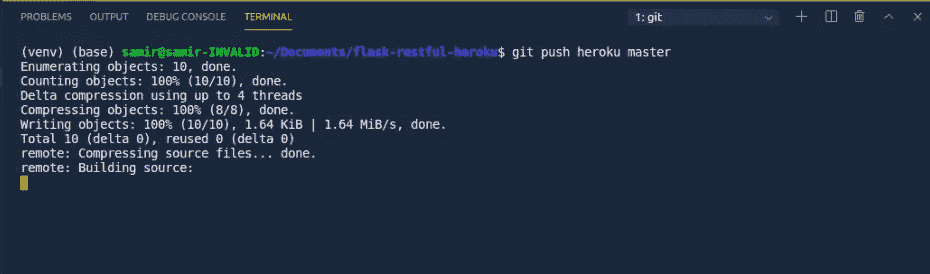 PROBLEMS OUTPUT DEBUG CONSOLE TERMINAL 1: git
(venv) (base) samir@samir-INVALID:~/Documents/flask-restful-heroku$ git push heroku master
Enumerating objects: 10, done.
Counting objects: 100% (10/10), done.
Delta compression using up to 4 threads
Compressing objects: 100% (8/8), done.
Writing objects: 100% (10/10), 1.64 KiB | 1.64 MiB/s, done.
Total 10 (delta 0), reused 0 (delta 0)
remote: Compressing source files... done.
remote: Building source: